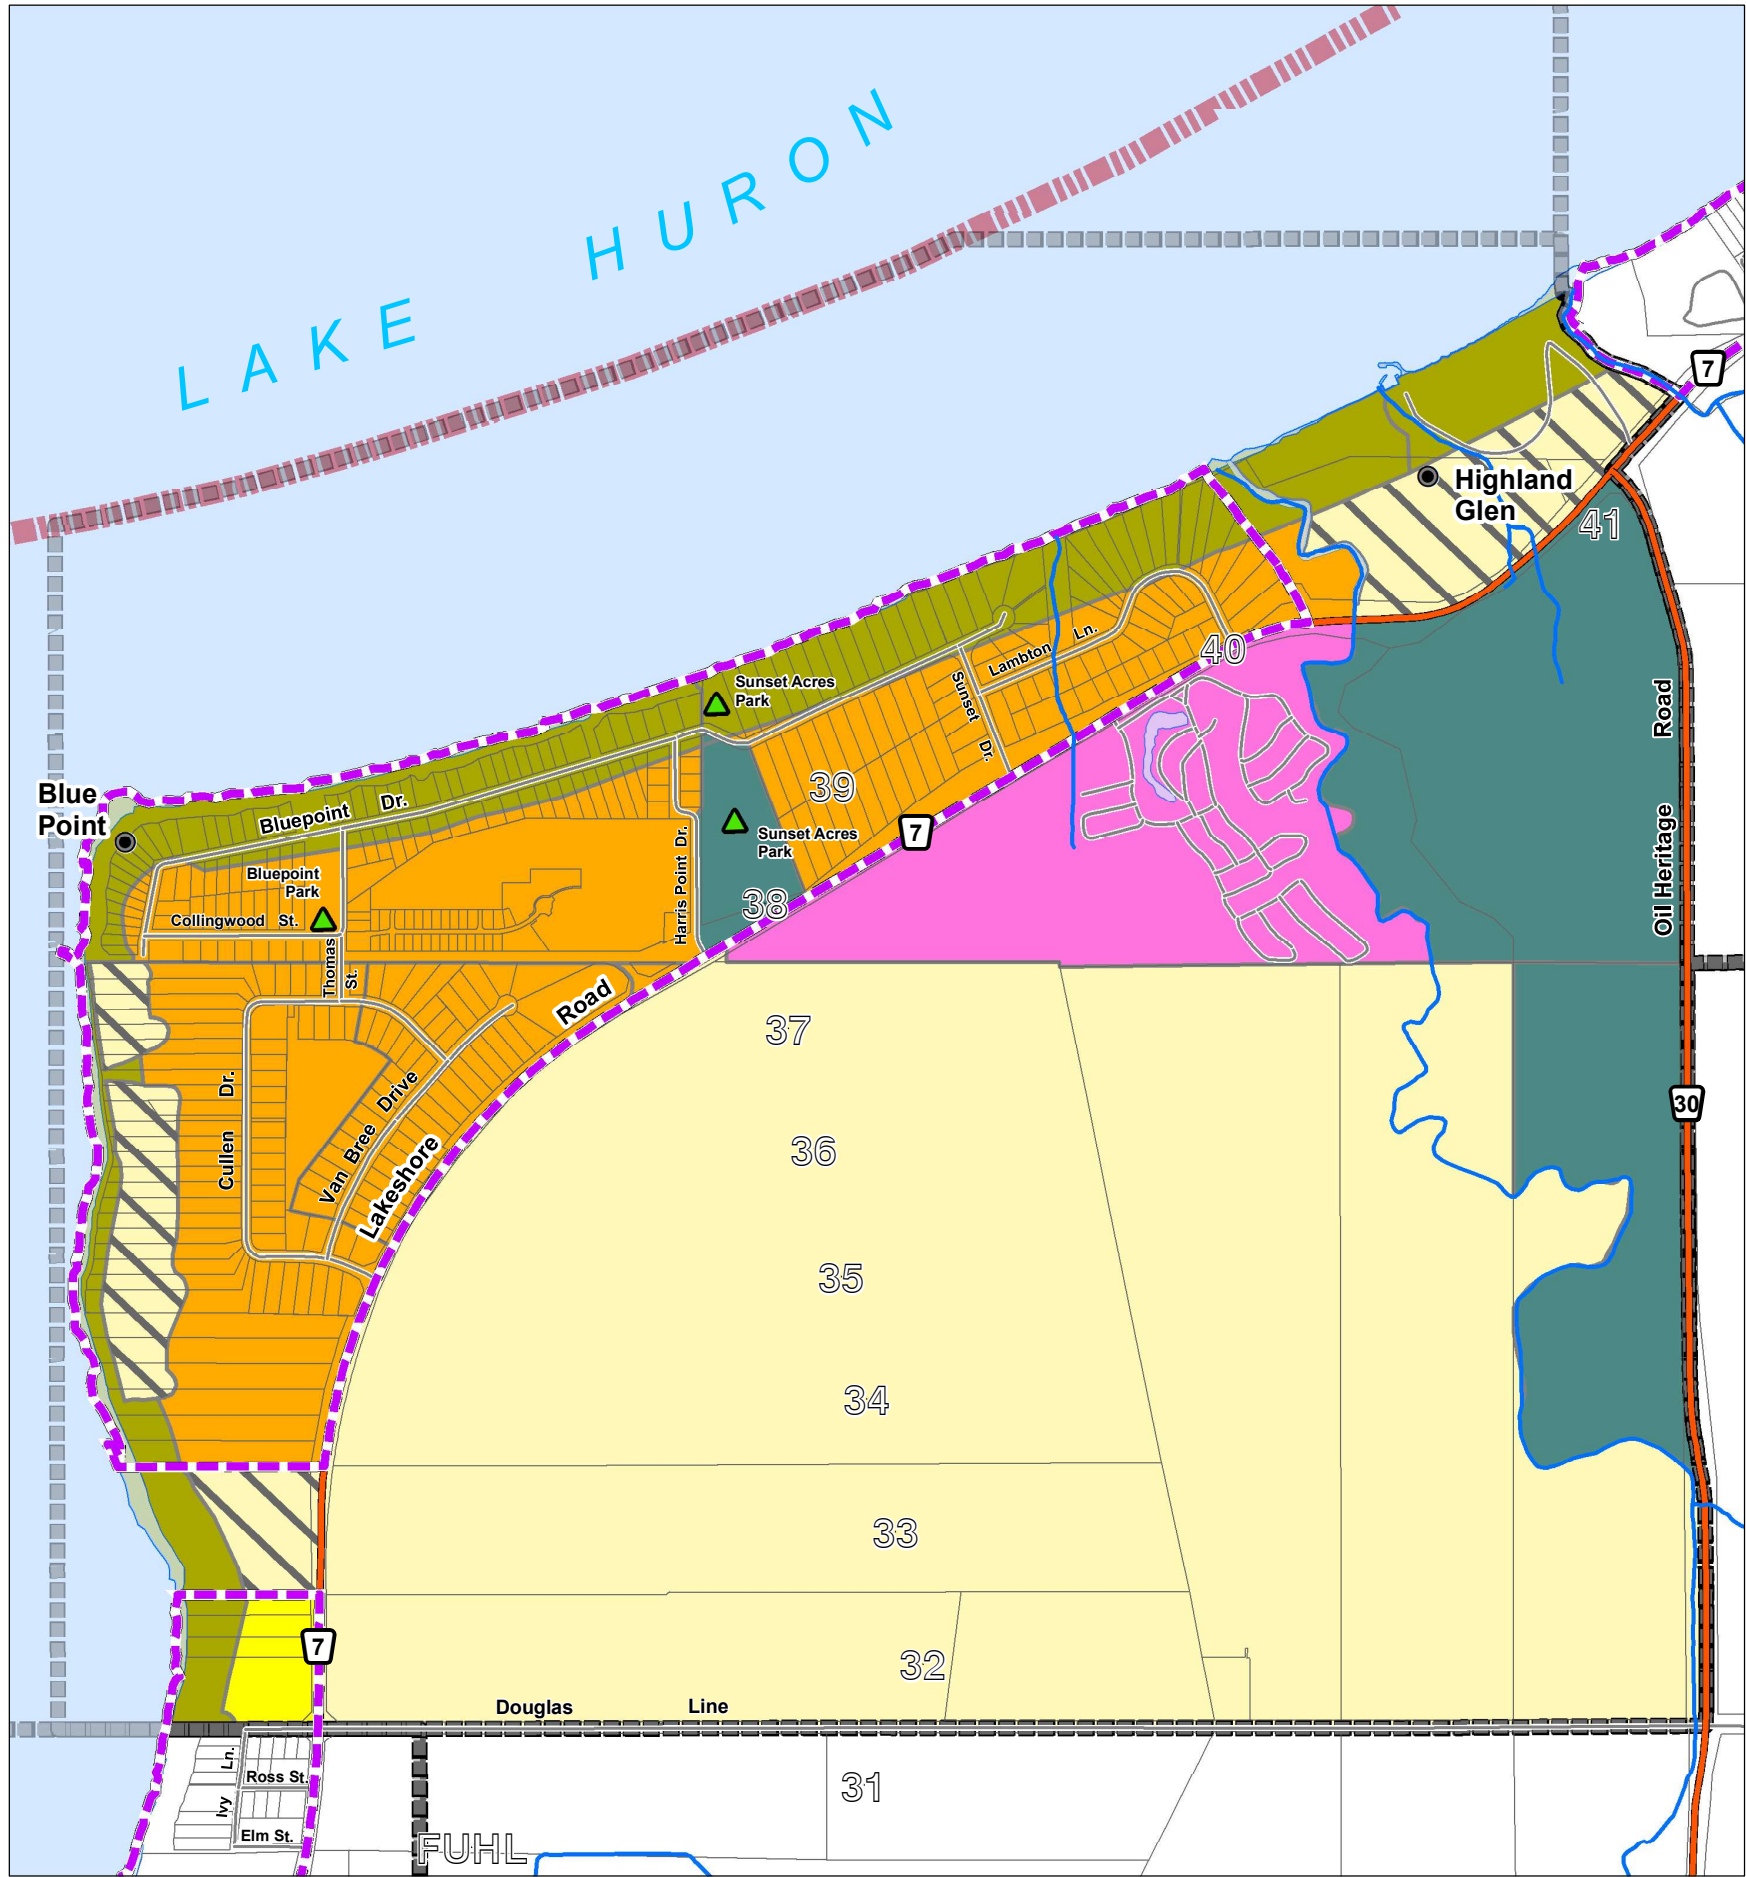 LAKE HURON
7
Highland
Glen
41
40
Lambton Ln.
Sunset Dr.
Sunset Acres
Park
Road
Blue
Point
Bluepoint Dr.
39
7
Sunset Acres
Park
Harris Point Dr.
Oil Heritage
Bluepoint
Park
38
Collingwood St.
Thomas
St.
Road
37
Cullen Dr.
Van Bree Drive
Lakeshore
30
36
35
34
33
7
32
Douglas Line
Ivy Ln.
Ross St.
Elm St.
31
FUHL